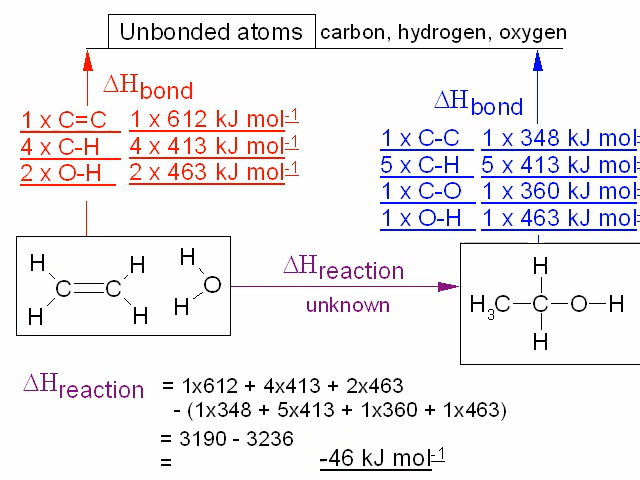 Unbonded atoms carbon, hydrogen, oxygen
ΔHbond
1 x C=C 1 x 612 kJ mol-1
4 x C-H 4 x 413 kJ mol-1
2 x O-H 2 x 463 kJ mol-1
ΔHbond
1 x C-C 1 x 348 kJ mol-
5 x C-H 5 x 413 kJ mol-
1 x C-O 1 x 360 kJ mol-
1 x O-H 1 x 463 kJ mol-
H H
C C
H H
H
O
H
ΔHreaction
unknown
H
H3C C O H
H
ΔHreaction = 1x612 + 4x413 + 2x463
- (1x348 + 5x413 + 1x360 + 1x463)
= 3190 - 3236
= -46 kJ mol-1